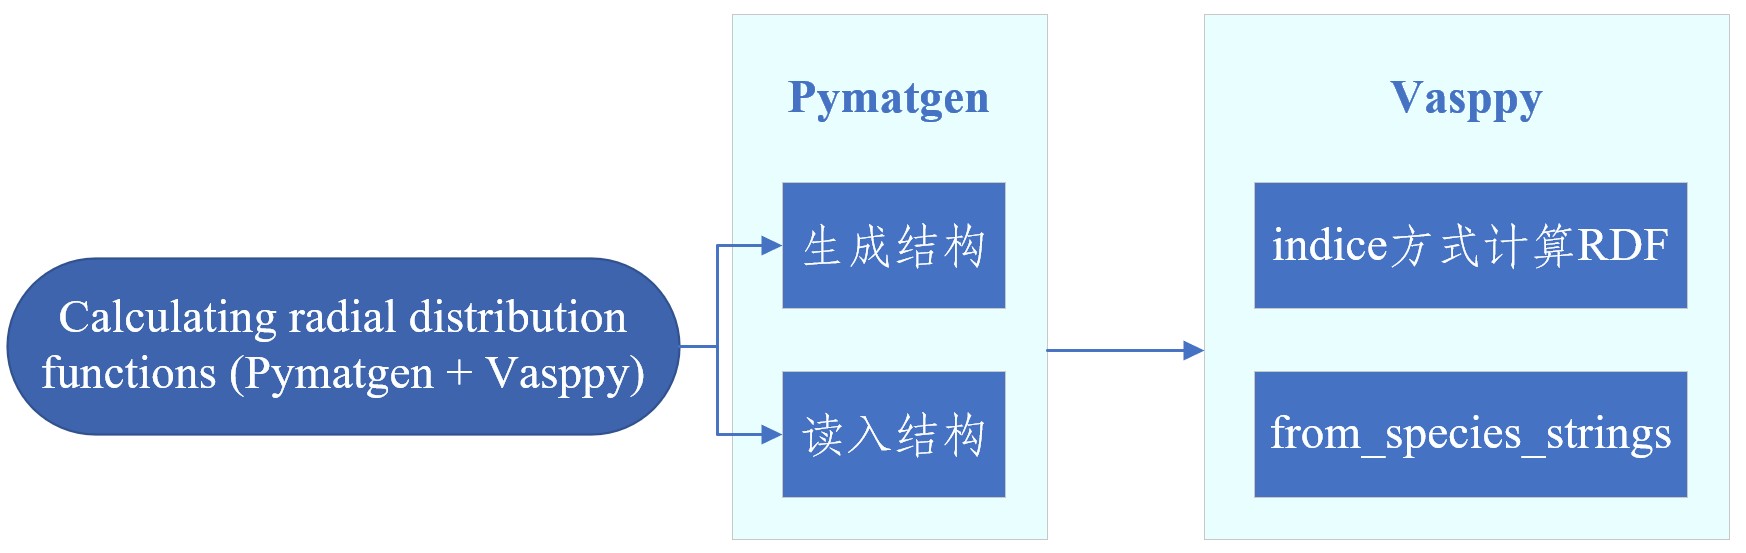 Calculating radial distribution
functions (Pymatgen + Vasppy)
Pymatgen
生成结构
读入结构
Vasppy
indice方式计算RDF
from_species_strings